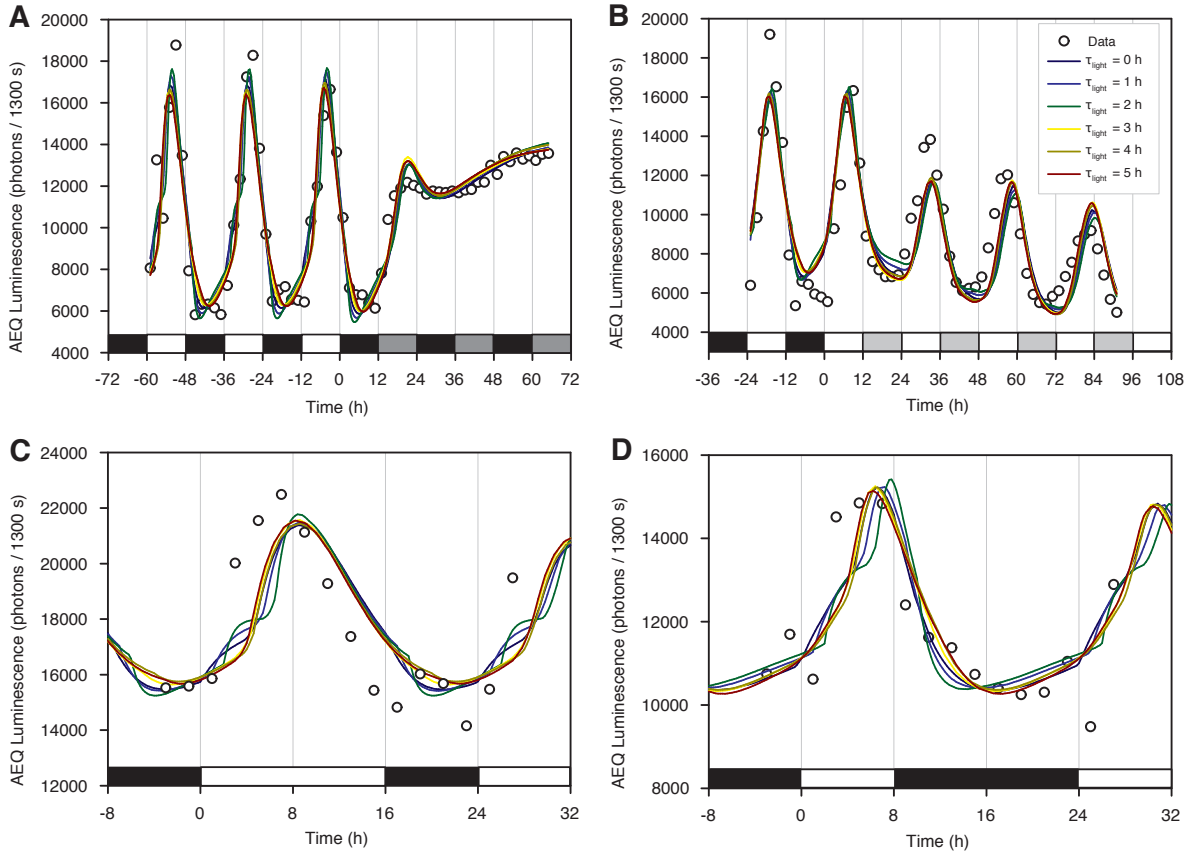 A
AEQ Luminescence (photons / 1300 s)
20000
18000
16000
14000
12000
10000
8000
6000
4000
-72 -60 -48 -36 -24 -12 0 12 24 36 48 60 72
Time (h)
B
AEQ Luminescence (photons / 1300 s)
20000
18000
16000
14000
12000
10000
8000
6000
4000
-36 -24 -12 0 12 24 36 48 60 72 84 96 108
Time (h)
Data
τlight = 0 h
τlight = 1 h
τlight = 2 h
τlight = 3 h
τlight = 4 h
τlight = 5 h
C
AEQ Luminescence (photons / 1300 s)
24000
22000
20000
18000
16000
14000
12000
-8 0 8 16 24 32
Time (h)
D
AEQ Luminescence (photons / 1300 s)
16000
14000
12000
10000
8000
-8 0 8 16 24 32
Time (h)